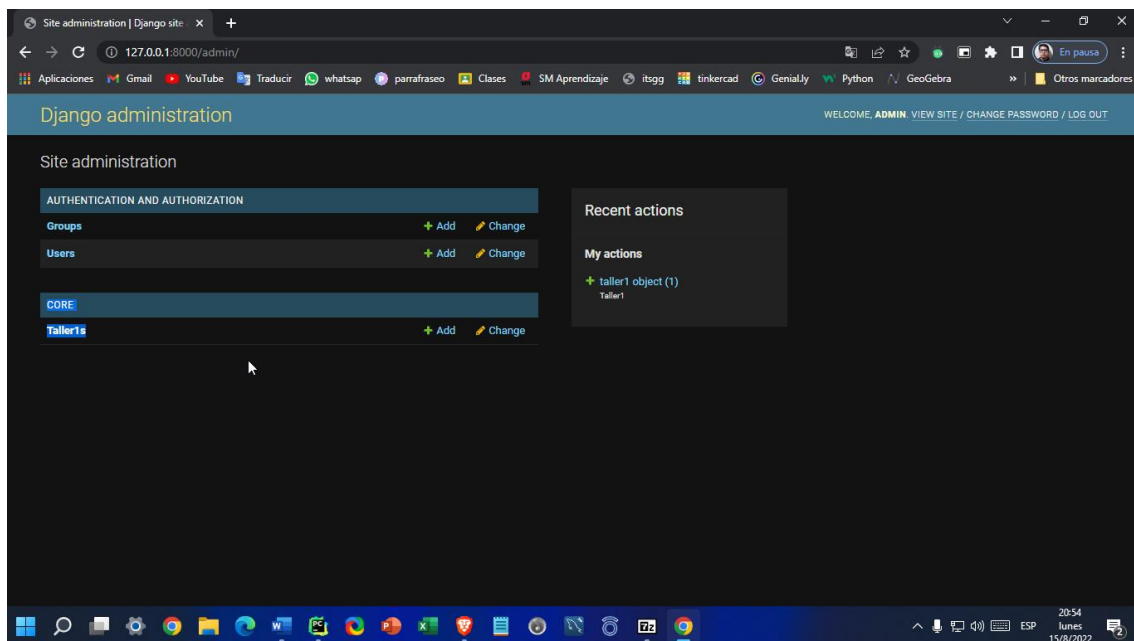 Site administration | Django site
127.0.0.1:8000/admin/
En pausa
Aplicaciones Gmail YouTube Traducir whatsap parrafraseo Clases SM Aprendizaje itsgg tinkercad Genial.ly Python GeoGebra » Otros marcadores
Django administration
WELCOME, ADMIN. VIEW SITE / CHANGE PASSWORD / LOG OUT
Site administration
AUTHENTICATION AND AUTHORIZATION
Groups + Add Change
Users + Add Change
CORE
Taller1s + Add Change
Recent actions
My actions
+ taller1 object (1)
Taller1
ESP
20:54
lunes
15/8/2022
2